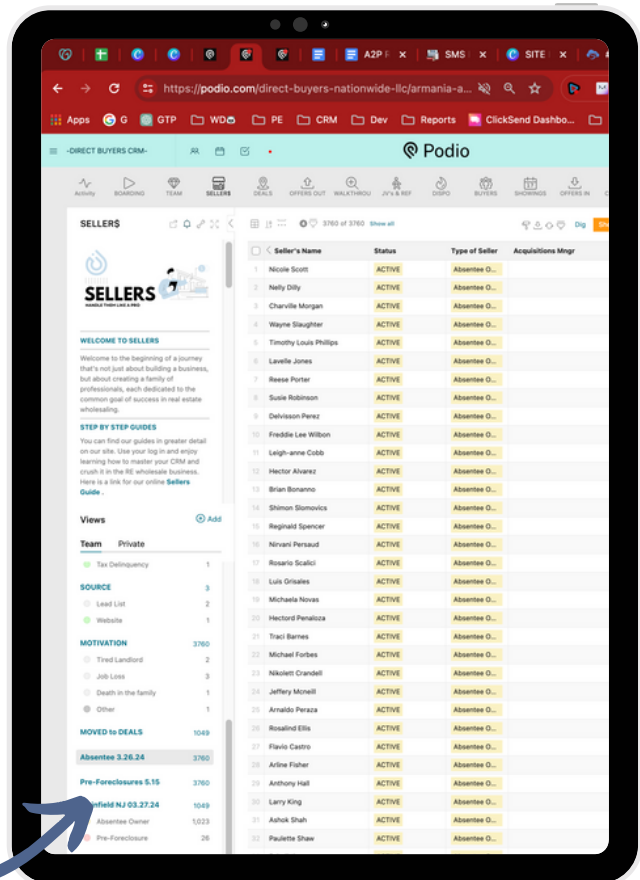 A2P F ×
SMS ×
SITE ×
https://podio.com/direct-buyers-nationwide-llc/armania-a...
Apps G GTP WD PE CRM Dev Reports ClickSend Dashbo...
-DIRECT BUYERS CRM-
Podio
Activity BOARDING TEAM SELLER$ DEALS OFFERS OUT WALKTHROU JV's & REF DISPO BUYERS SHOWINGS OFFERS IN
SELLER$
3760 of 3760 Show all
Dig
SELLERS
HANDLE THEM LIKE A PRO
WELCOME TO SELLERS
Welcome to the beginning of a journey
that's not just about building a business,
but about creating a family of
professionals, each dedicated to the
common goal of success in real estate
wholesaling.
STEP BY STEP GUIDES
You can find our guides in greater detail
on our site. Use your log in and enjoy
learning how to master your CRM and
crush it in the RE wholesale business.
Here is a link for our online Sellers
Guide .
Views Add
Team Private
Tax Delinquency 1
SOURCE 3
Lead List 2
Website 1
MOTIVATION 3760
Tired Landlord 2
Job Loss 3
Death in the family 1
Other 1
MOVED to DEALS 1049
Absentee 3.26.24 3760
Pre-Foreclosures 5.15 3760
infield NJ 03.27.24 1049
Absentee Owner 1,023
Pre-Foreclosure 26
Seller's Name Status Type of Seller Acquisitions Mngr
1 Nicole Scott ACTIVE Absentee O...
2 Nelly Dilly ACTIVE Absentee O...
3 Charville Morgan ACTIVE Absentee O...
4 Wayne Slaughter ACTIVE Absentee O...
5 Timothy Louis Phillips ACTIVE Absentee O...
6 Lavelle Jones ACTIVE Absentee O...
7 Reese Porter ACTIVE Absentee O...
8 Susie Robinson ACTIVE Absentee O...
9 Delvisson Perez ACTIVE Absentee O...
10 Freddie Lee Wilbon ACTIVE Absentee O...
11 Leigh-anne Cobb ACTIVE Absentee O...
12 Hector Alvarez ACTIVE Absentee O...
13 Brian Bonanno ACTIVE Absentee O...
14 Shimon Slomovics ACTIVE Absentee O...
15 Reginald Spencer ACTIVE Absentee O...
16 Nirvani Persaud ACTIVE Absentee O...
17 Rosario Scalici ACTIVE Absentee O...
18 Luis Grisales ACTIVE Absentee O...
19 Michaela Novas ACTIVE Absentee O...
20 Hectord Penaloza ACTIVE Absentee O...
21 Traci Barnes ACTIVE Absentee O...
22 Michael Forbes ACTIVE Absentee O...
23 Nikolett Crandell ACTIVE Absentee O...
24 Jeffery Mcneill ACTIVE Absentee O...
25 Arnaldo Peraza ACTIVE Absentee O...
26 Rosalind Ellis ACTIVE Absentee O...
27 Flavio Castro ACTIVE Absentee O...
28 Arline Fisher ACTIVE Absentee O...
29 Anthony Hall ACTIVE Absentee O...
30 Larry King ACTIVE Absentee O...
31 Ashok Shah ACTIVE Absentee O...
32 Paulette Shaw ACTIVE Absentee O...